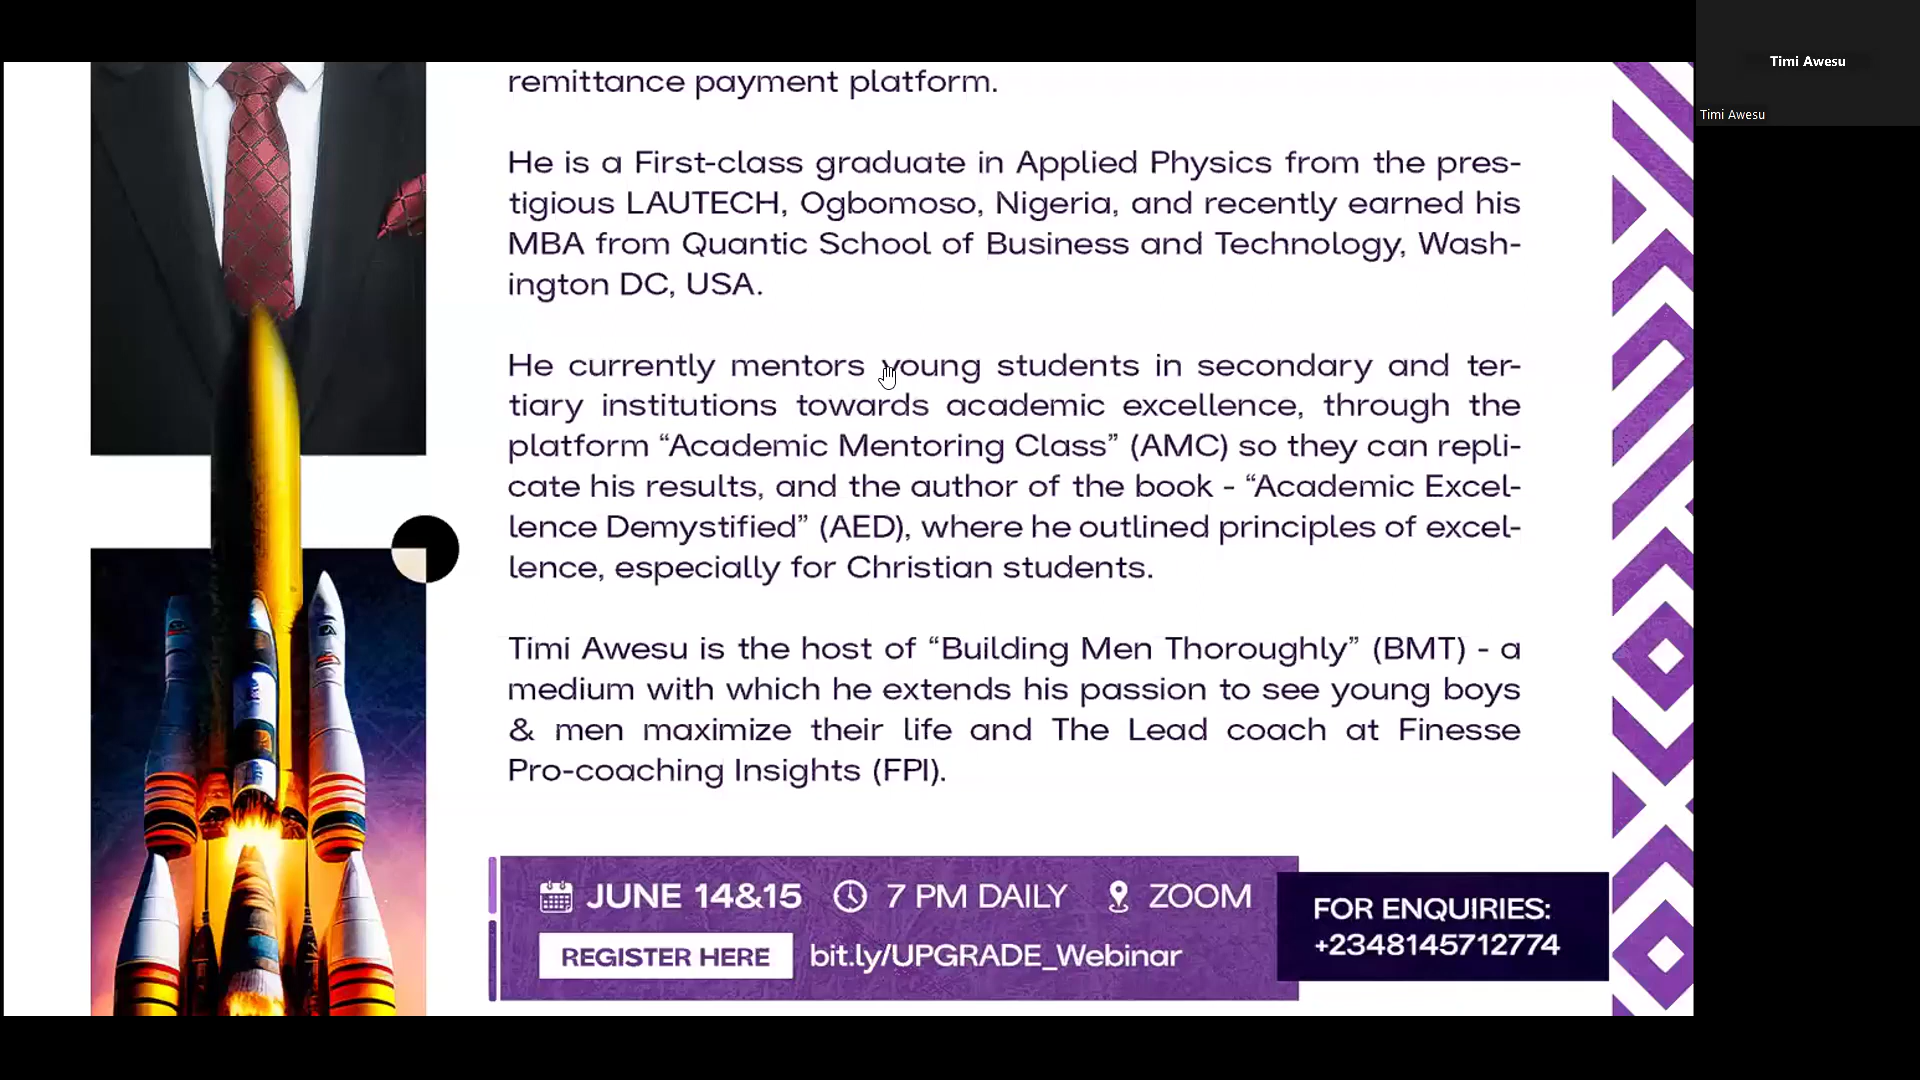 Timi Awesu
Timi Awesu
remittance payment platform.
He is a First-class graduate in Applied Physics from the pres-
tigious LAUTECH, Ogbomoso, Nigeria, and recently earned his
MBA from Quantic School of Business and Technology, Wash-
ington DC, USA.
He currently mentors young students in secondary and ter-
tiary institutions towards academic excellence, through the
platform “Academic Mentoring Class” (AMC) so they can repli-
cate his results, and the author of the book - “Academic Excel-
lence Demystified” (AED), where he outlined principles of excel-
lence, especially for Christian students.
Timi Awesu is the host of “Building Men Thoroughly” (BMT) - a
medium with which he extends his passion to see young boys
& men maximize their life and The Lead coach at Finesse
Pro-coaching Insights (FPI).
JUNE 14&15 7 PM DAILY ZOOM
REGISTER HERE bit.ly/UPGRADE_Webinar
FOR ENQUIRIES:
+2348145712774